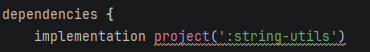 dependencies {
implementation project(':string-utils')